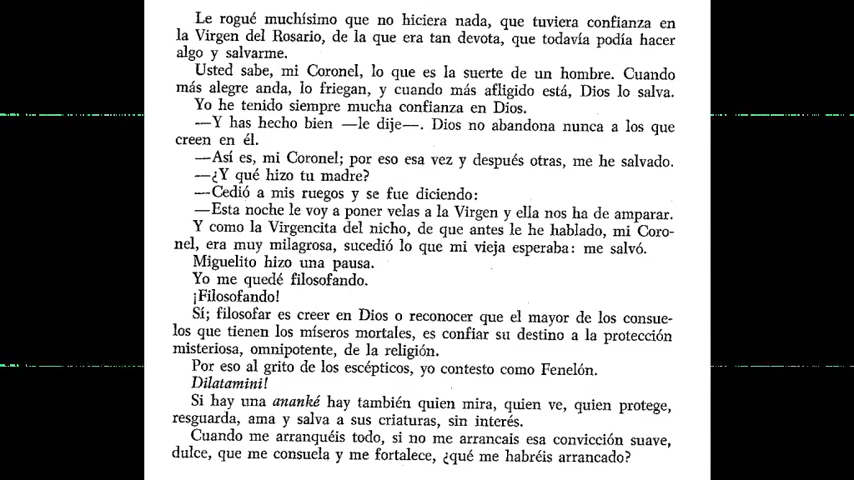 Le rogué muchísimo que no hiciera nada, que tuviera confianza en
la Virgen del Rosario, de la que era tan devota, que todavía podía hacer
algo y salvarme.
Usted sabe, mi Coronel, lo que es la suerte de un hombre. Cuando
más alegre anda, lo friegan, y cuando más afligido está, Dios lo salva.
Yo he tenido siempre mucha confianza en Dios.
—Y has hecho bien —le dije—. Dios no abandona nunca a los que
creen en él.
—Así es, mi Coronel; por eso esa vez y después otras, me he salvado.
—¿Y qué hizo tu madre?
—Cedió a mis ruegos y se fue diciendo:
—Esta noche le voy a poner velas a la Virgen y ella nos ha de amparar.
Y como la Virgencita del nicho, de que antes le he hablado, mi Coro-
nel, era muy milagrosa, sucedió lo que mi vieja esperaba: me salvó.
Miguelito hizo una pausa.
Yo me quedé filosofando.
¡Filosofando!
Sí; filosofar es creer en Dios o reconocer que el mayor de los consue-
los que tienen los míseros mortales, es confiar su destino a la protección
misteriosa, omnipotente, de la religión.
Por eso al grito de los escépticos, yo contesto como Fenelón.
Dilatamini!
Si hay una ananké hay también quien mira, quien ve, quien protege,
resguarda, ama y salva a sus criaturas, sin interés.
Cuando me arranquéis todo, si no me arrancais esa convicción suave,
dulce, que me consuela y me fortalece, ¿qué me habréis arrancado?